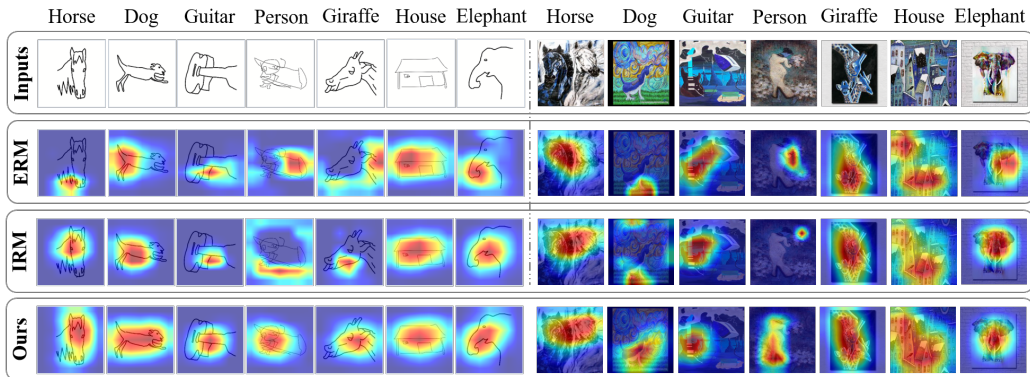 Horse Dog Guitar Person Giraffe House Elephant Horse Dog Guitar Person Giraffe House Elephant
Inputs
ERM
IRM
Ours